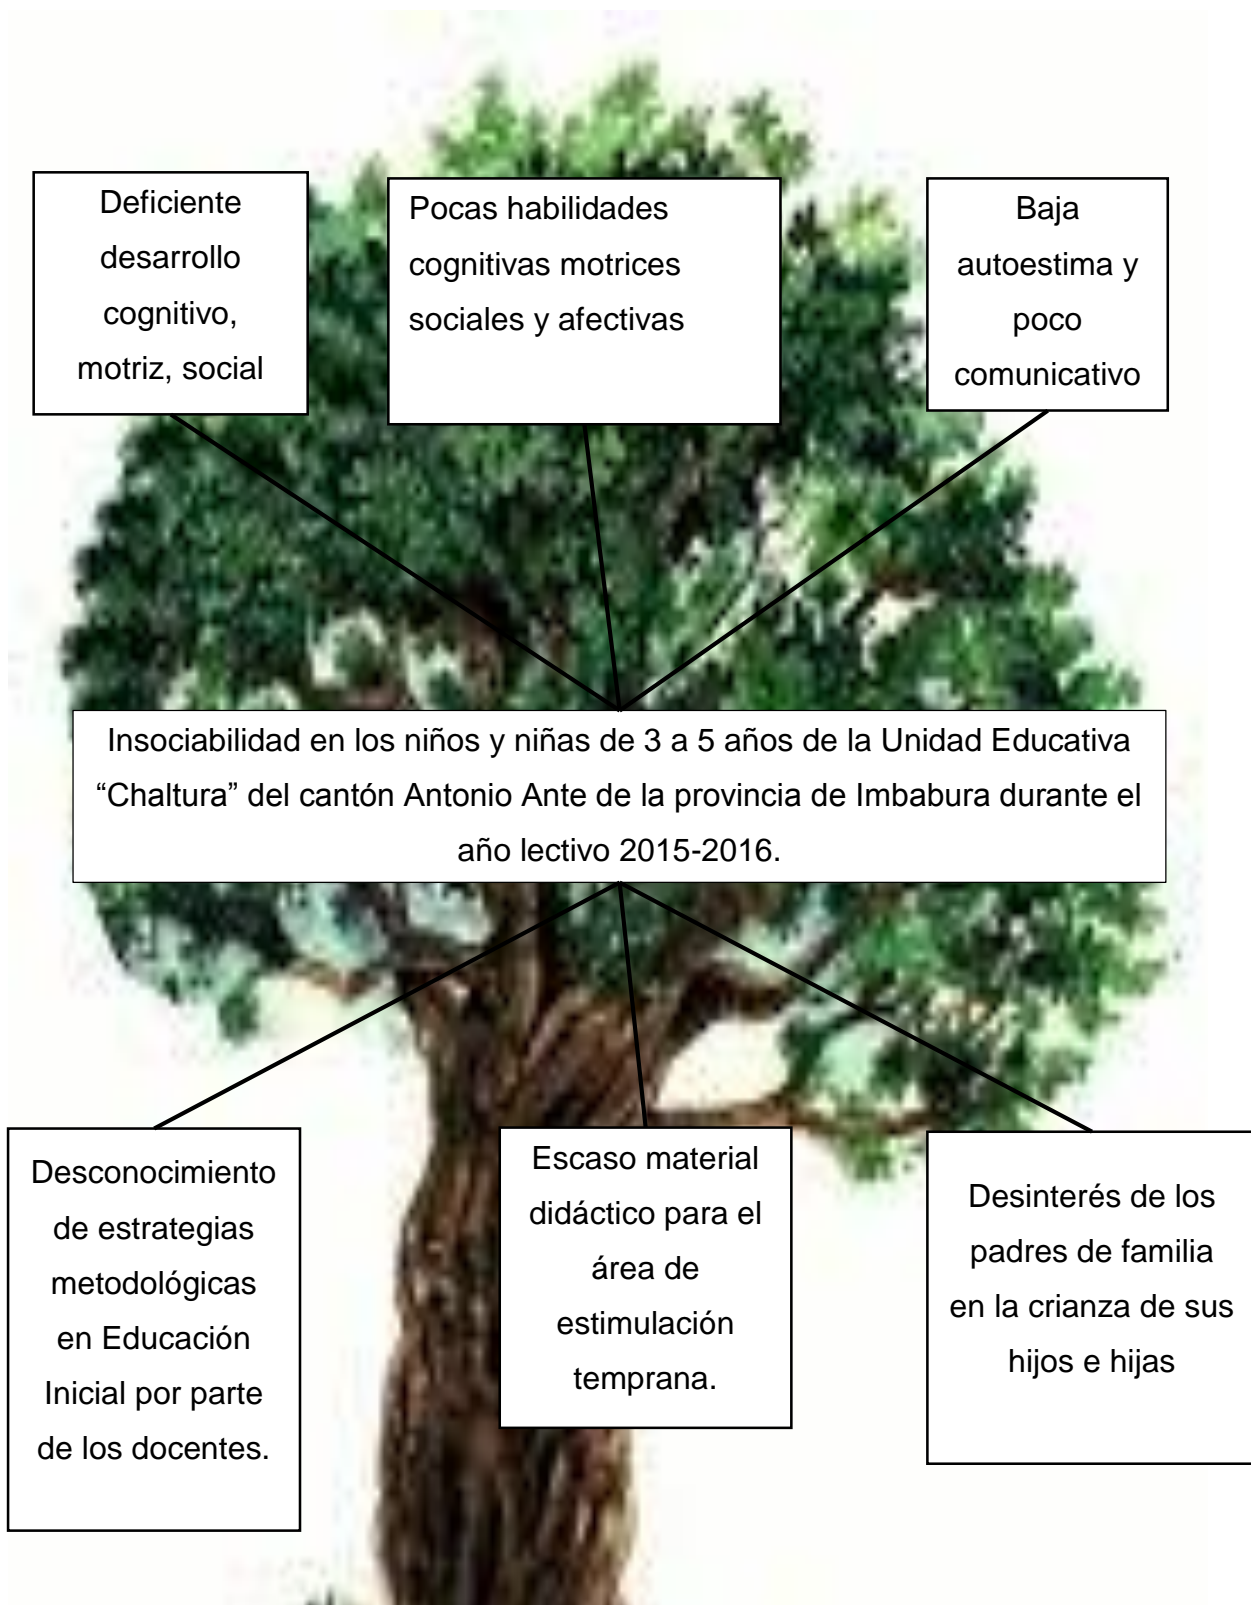 Deficiente
desarrollo
cognitivo,
motriz, social
Pocas habilidades
cognitivas motrices
sociales y afectivas
Baja
autoestima y
poco
comunicativo
Insociabilidad en los niños y niñas de 3 a 5 años de la Unidad Educativa
“Chaltura” del cantón Antonio Ante de la provincia de Imbabura durante el
año lectivo 2015-2016.
Desconocimiento
de estrategias
metodológicas
en Educación
Inicial por parte
de los docentes.
Escaso material
didáctico para el
área de
estimulación
temprana.
Desinterés de los
padres de familia
en la crianza de sus
hijos e hijas